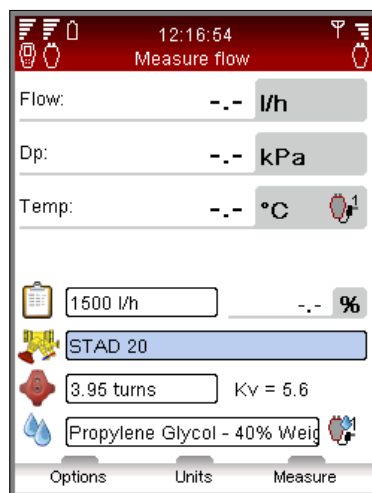 12:16:54
Measure flow
Flow: -.- l/h
Dp: -.- kPa
Temp: -.- °C 1
1500 l/h -.- %
STAD 20
3.95 turns Kv = 5.6
Propylene Glycol - 40% Weig
Options Units Measure